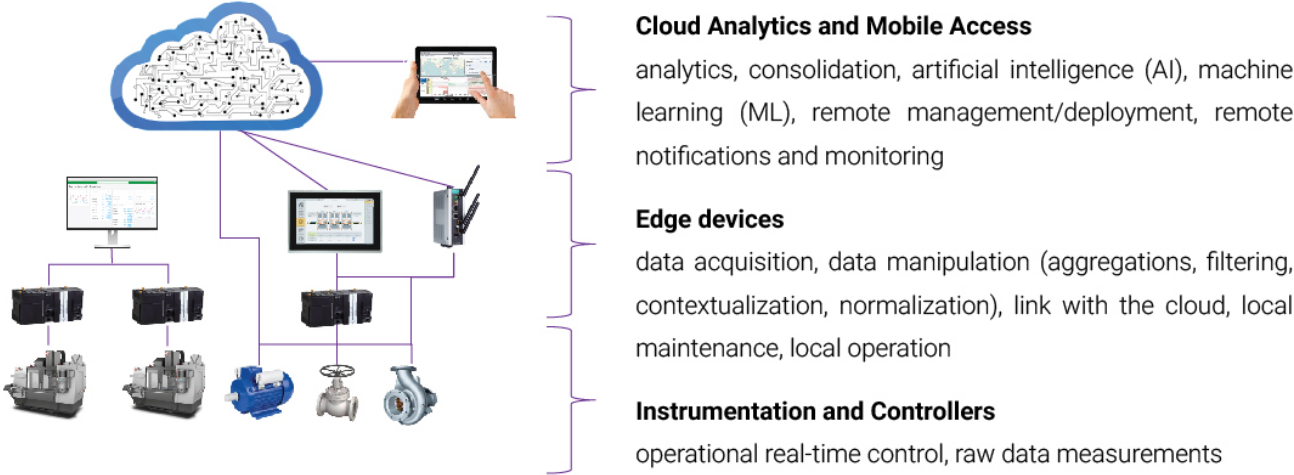 Cloud Analytics and Mobile Access
analytics, consolidation, artificial intelligence (AI), machine
learning (ML), remote management/deployment, remote
notifications and monitoring
Edge devices
data acquisition, data manipulation (aggregations, filtering,
contextualization, normalization), link with the cloud, local
maintenance, local operation
Instrumentation and Controllers
operational real-time control, raw data measurements